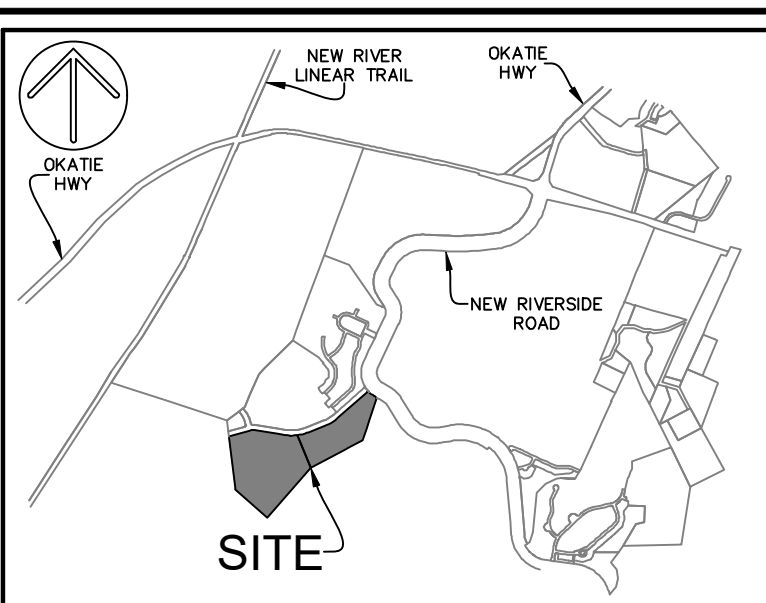 NEW RIVER
LINEAR TRAIL
OKATIE
HWY
OKATIE
HWY
NEW RIVERSIDE
ROAD
SITE